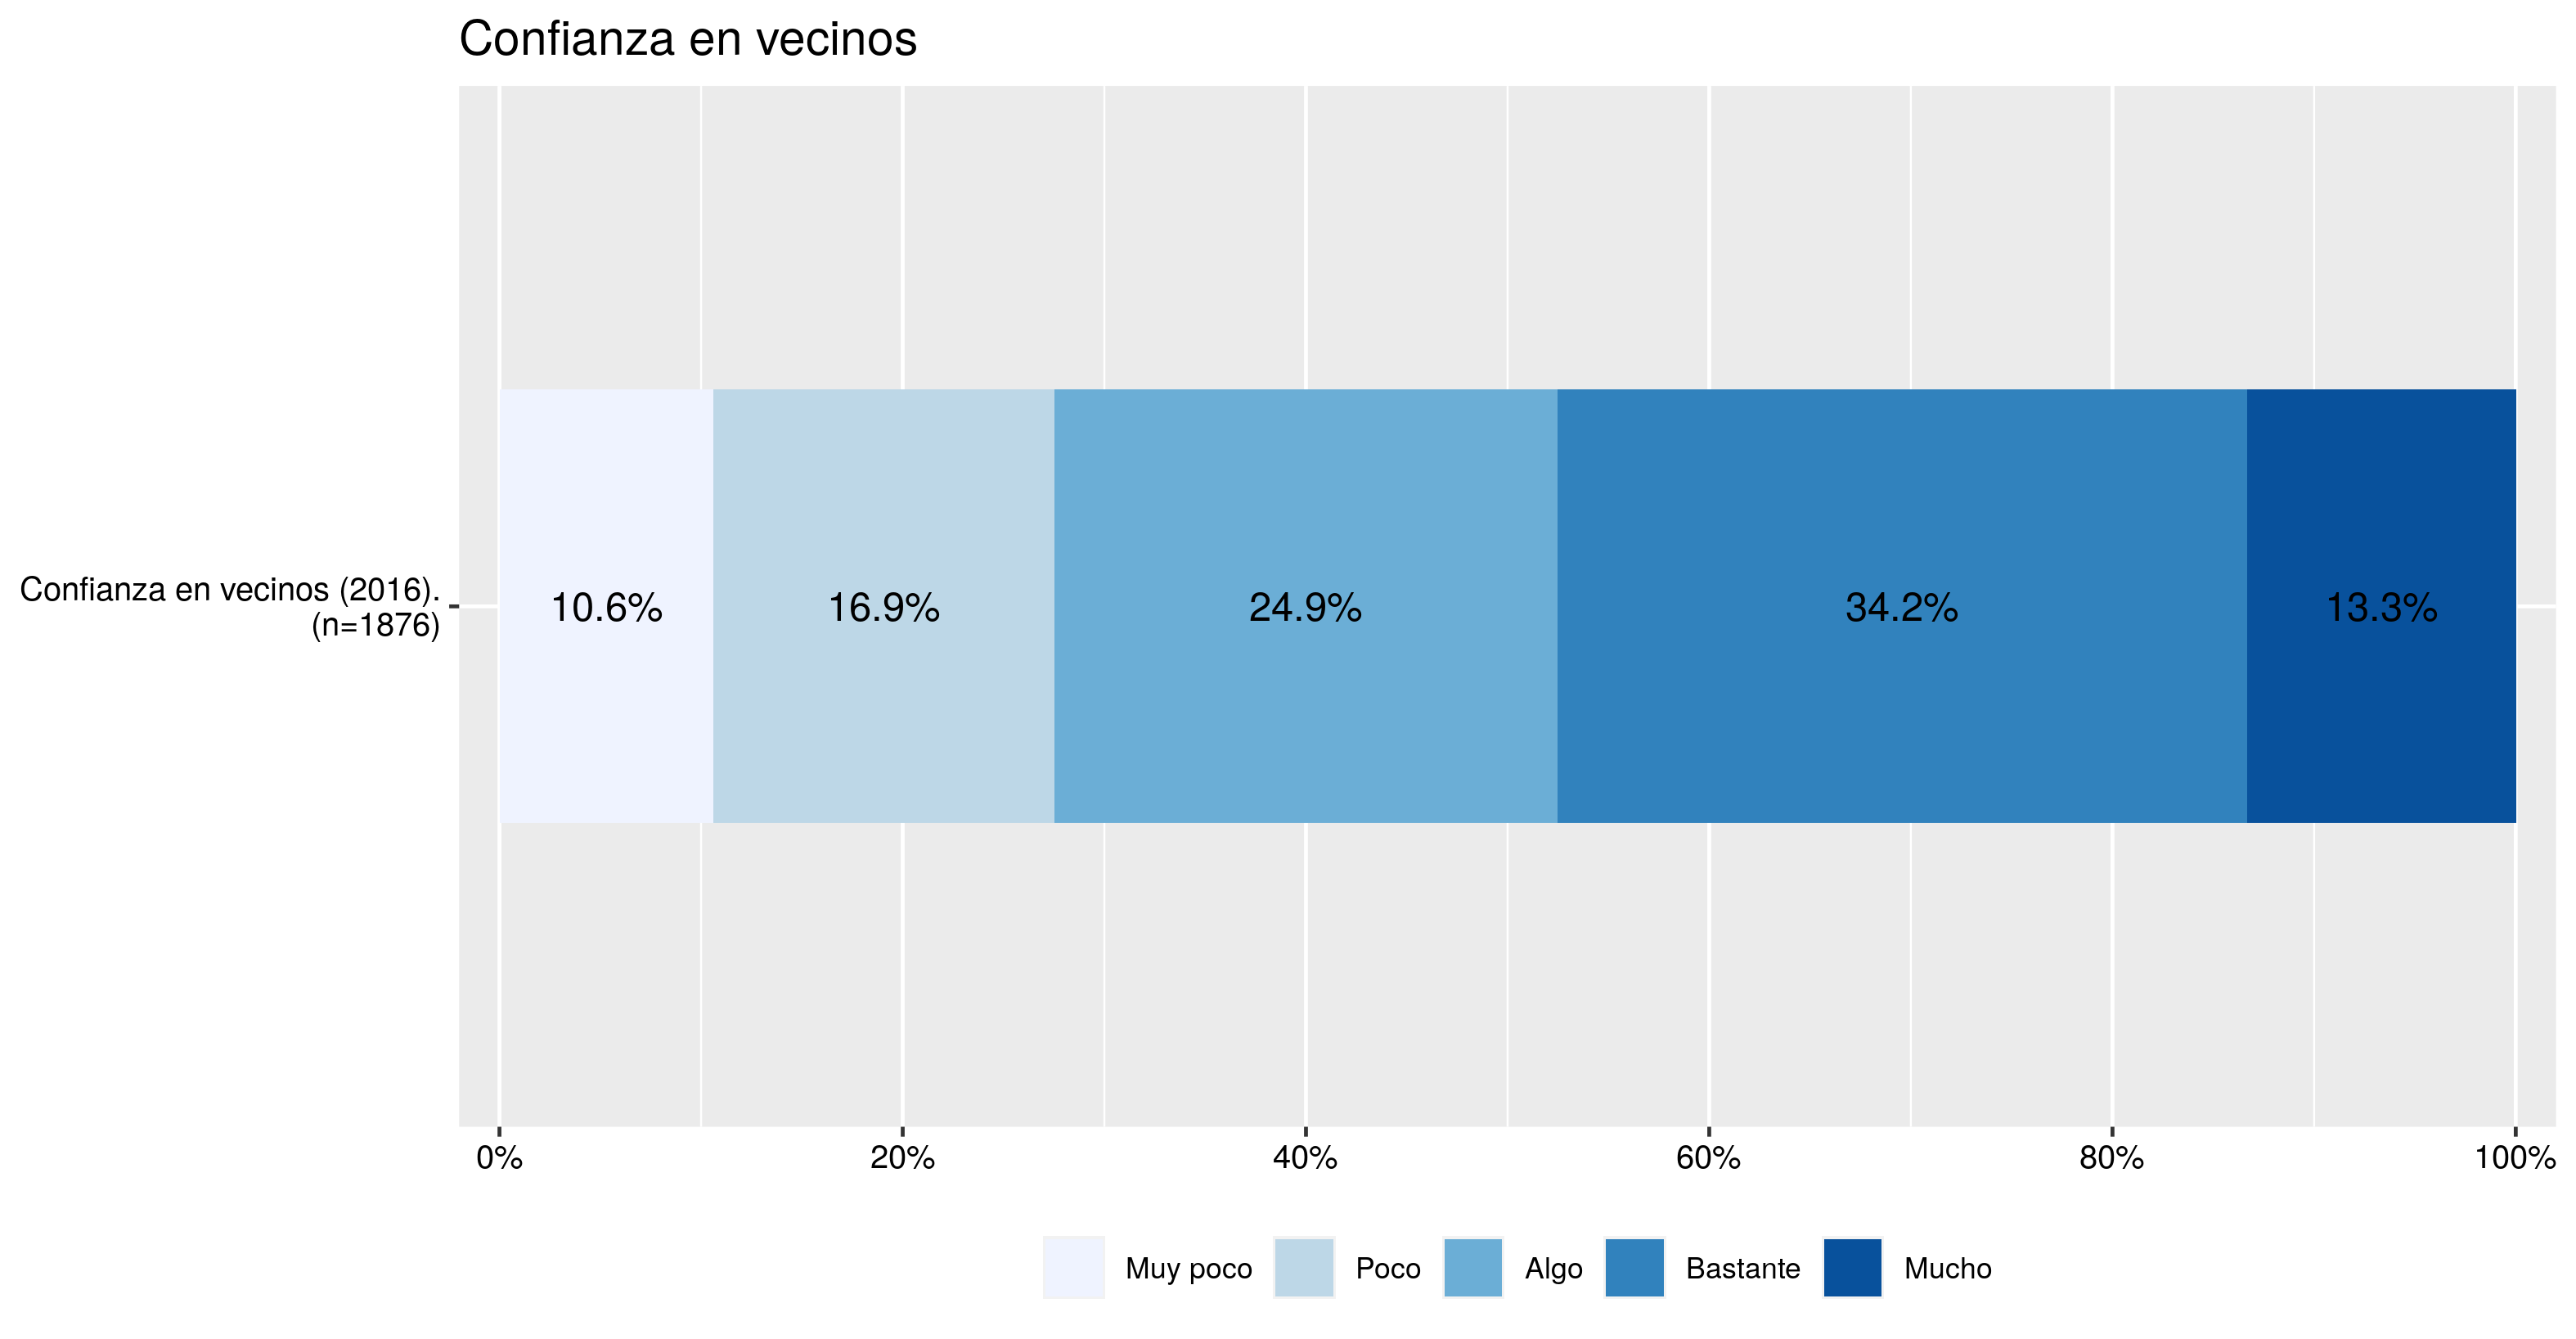 Confianza en vecinos
Confianza en vecinos (2016).
(n=1876)
10.6%
16.9%
24.9%
34.2%
13.3%
0%
20%
40%
60%
80%
100%
Muy poco
Poco
Algo
Bastante
Mucho